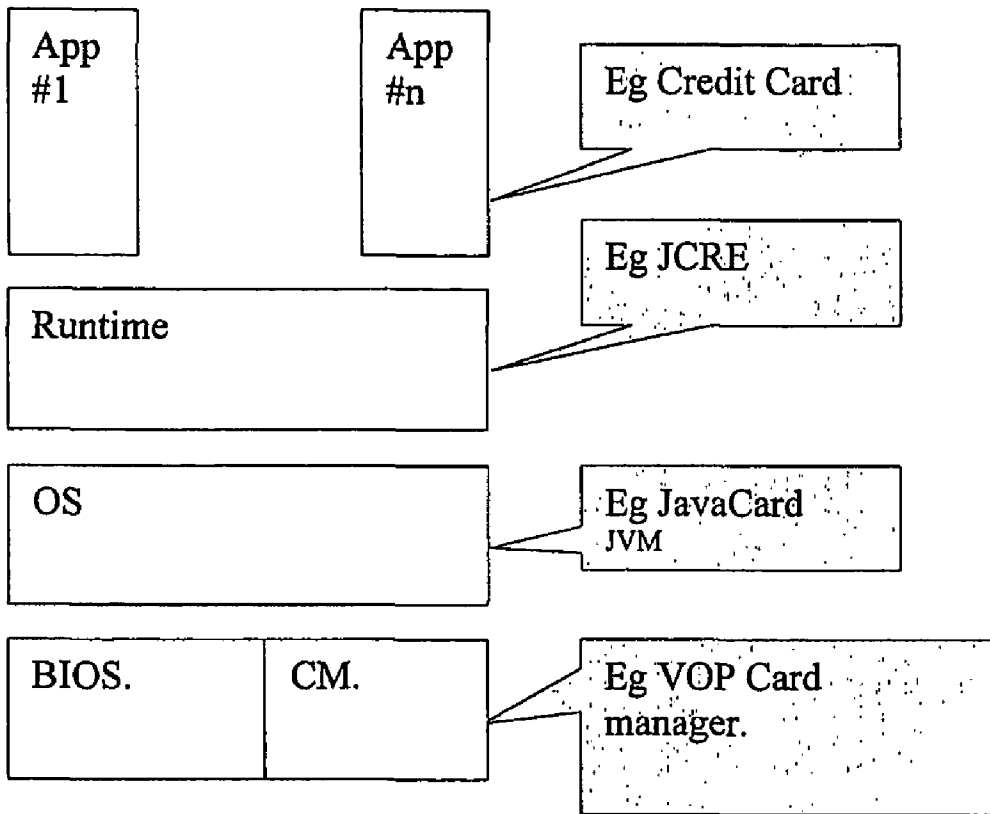 App
#1
App
#n
Eg Credit Card
Eg JCRE
Runtime
OS
Eg JavaCard
JVM
BIOS.
CM.
Eg VOP Card
manager.